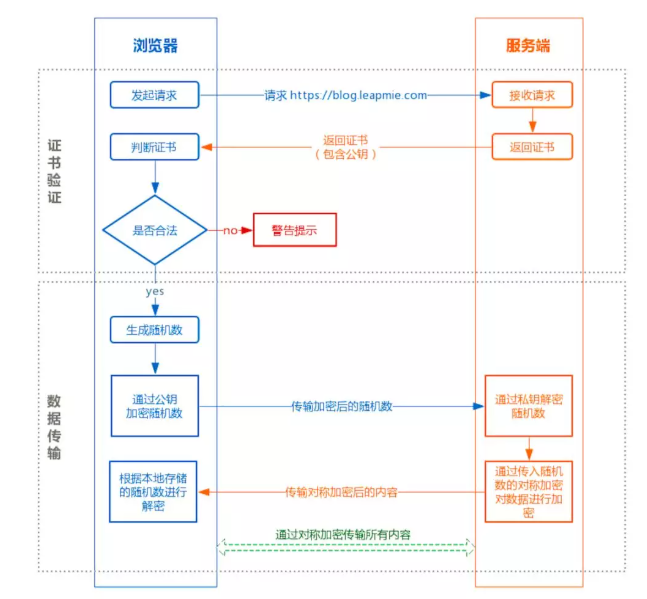 浏览器
服务端
发起请求
请求 https://blog.leapmie.com
接收请求
证书验证
判断证书
返回证书
（包含公钥）
返回证书
是否合法
no
警告提示
yes
生成随机数
数据传输
通过公钥
加密随机数
传输加密后的随机数
通过私钥解密
随机数
根据本地存储
的随机数进行
解密
传输对称加密后的内容
通过传入随机
数的对称加密
对数据进行加
密
通过对称加密传输所有内容